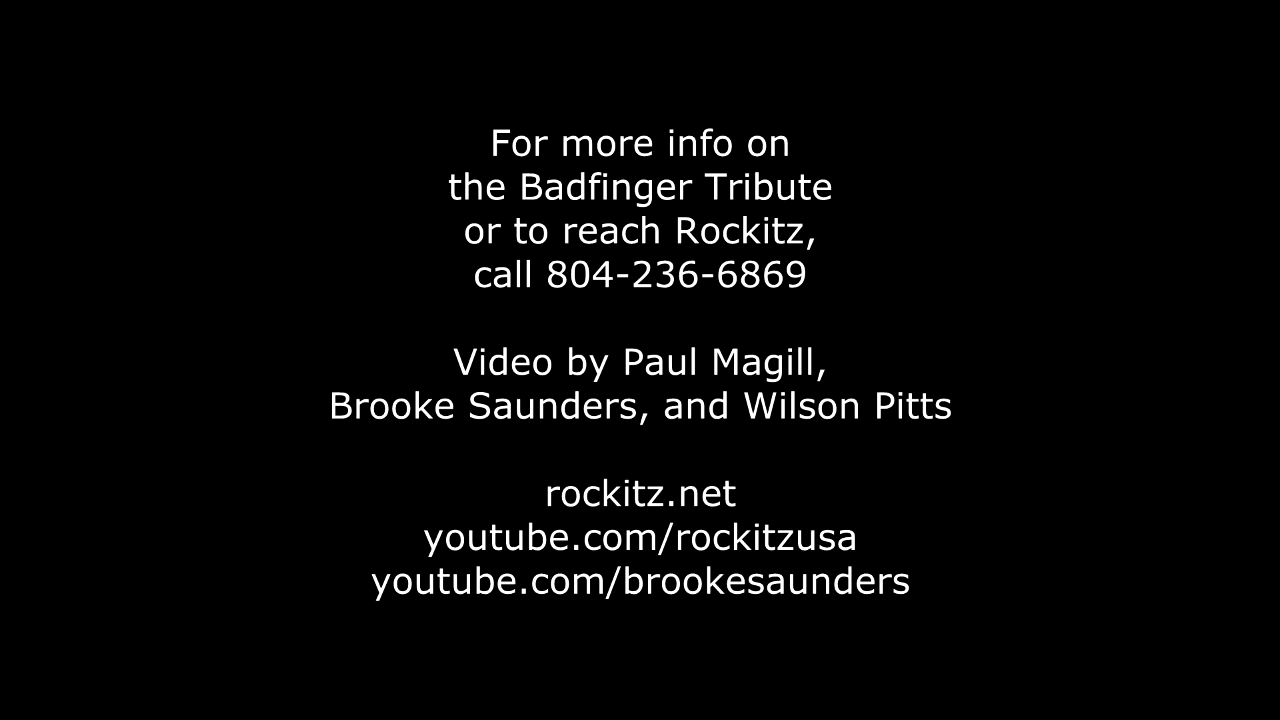 For more info on
the Badfinger Tribute
or to reach Rockitz,
call 804-236-6869
Video by Paul Magill,
Brooke Saunders, and Wilson Pitts
rockitz.net
youtube.com/rockitzusa
youtube.com/brookesaunders